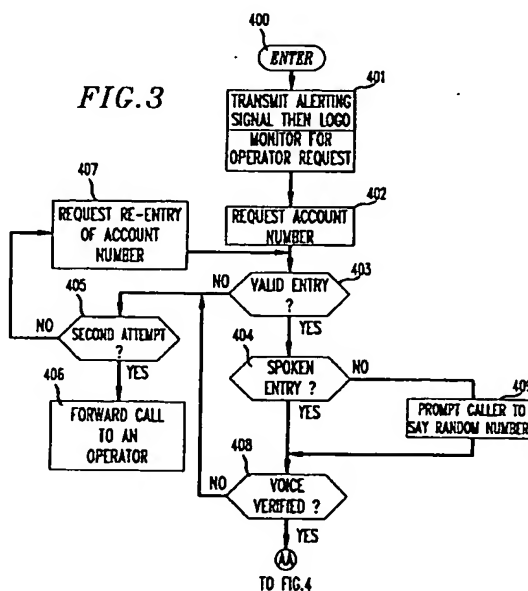 400
ENTER
FIG.3
401
TRANSMIT ALERTING
SIGNAL THEN LOGO
MONITOR FOR
OPERATOR REQUEST
407
REQUEST RE-ENTRY
OF ACCOUNT
NUMBER
402
REQUEST ACCOUNT
NUMBER
403
NO
VALID ENTRY
?
YES
405
NO
SECOND ATTEMPT
?
YES
404
SPOKEN
ENTRY ?
NO
YES
406
FORWARD CALL
TO AN
OPERATOR
409
PROMPT CALLER TO
SAY RANDOM NUMBER
408
NO
VOICE
VERIFIED ?
YES
AA
TO FIG.4